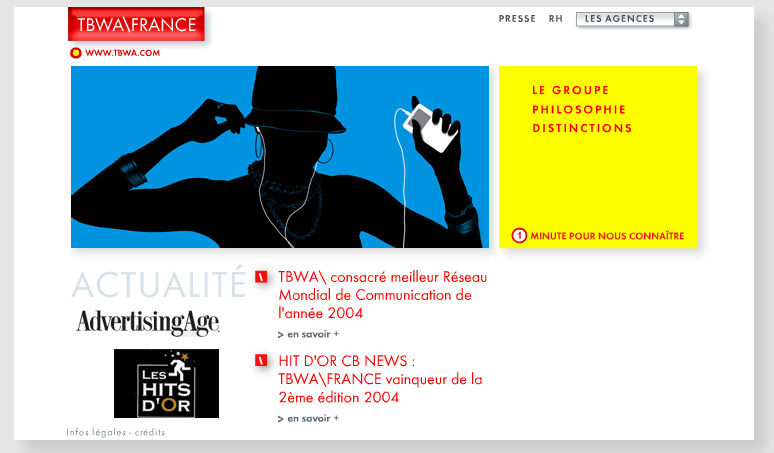 TBWA\FRANCE
PRESSE RH LES AGENCES
WWW.TBWA.COM
LE GROUPE
PHILOSOPHIE
DISTINCTIONS
1 MINUTE POUR NOUS CONNAÎTRE
ACTUALITÉ
AdvertisingAge
LES
HITS
D'OR
\ TBWA\ consacré meilleur Réseau
Mondial de Communication de
l'année 2004
> en savoir +
\ HIT D'OR CB NEWS :
TBWA\FRANCE vainqueur de la
2ème édition 2004
> en savoir +
Infos légales - crédits